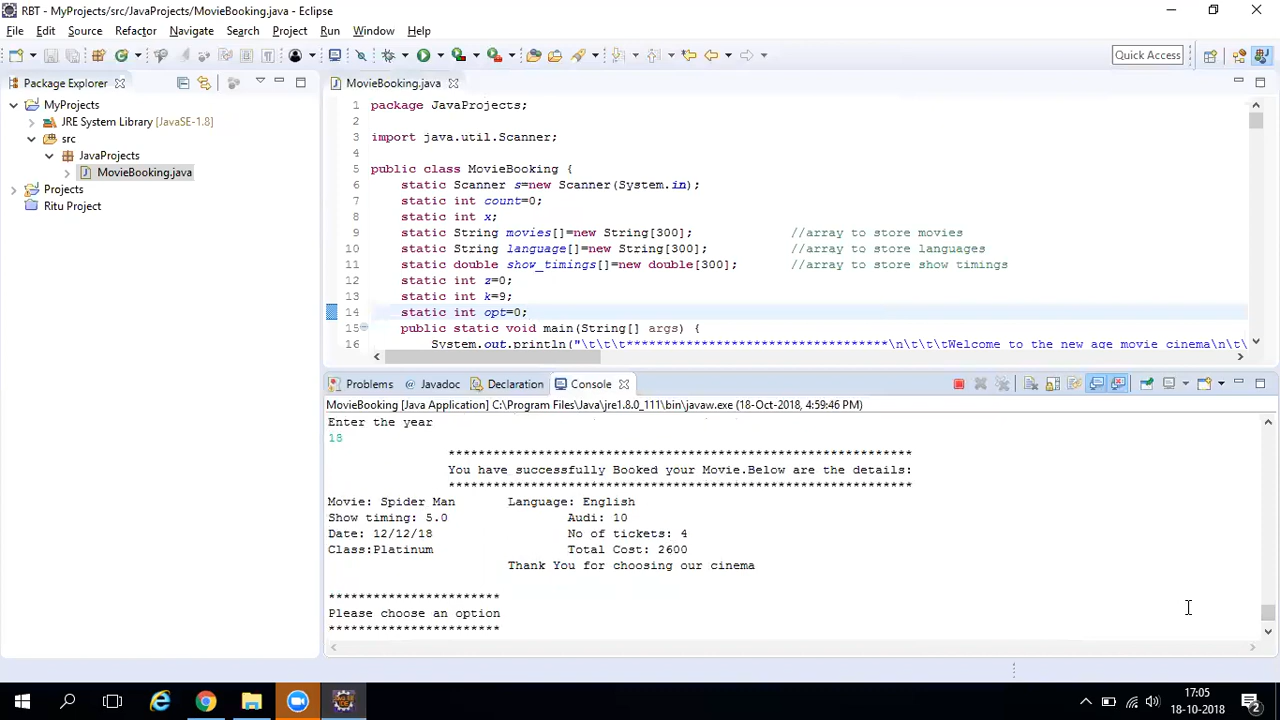 RBT - MyProjects/src/JavaProjects/MovieBooking.java - Eclipse
File Edit Source Refactor Navigate Search Project Run Window Help
Quick Access
Package Explorer
MyProjects
JRE System Library [JavaSE-1.8]
src
JavaProjects
MovieBooking.java
Projects
Ritu Project
MovieBooking.java
1 package JavaProjects;
2
3 import java.util.Scanner;
4
5 public class MovieBooking {
6 static Scanner s=new Scanner(System.in);
7 static int count=0;
8 static int x;
9 static String movies[]=new String[300]; //array to store movies
10 static String language[]=new String[300]; //array to store languages
11 static double show_timings[]=new double[300]; //array to store show timings
12 static int z=0;
13 static int k=9;
14 static int opt=0;
15 public static void main(String[] args) {
16 System.out.println("\t\t\t***********************************\n\t\t\tWelcome to the new age movie cinema\n\t\
Problems @ Javadoc Declaration Console
MovieBooking [Java Application] C:\Program Files\Java\jre1.8.0_111\bin\javaw.exe (18-Oct-2018, 4:59:46 PM)
Enter the year
18
**************************************************************
You have successfully Booked your Movie.Below are the details:
**************************************************************
Movie: Spider Man Language: English
Show timing: 5.0 Audi: 10
Date: 12/12/18 No of tickets: 4
Class:Platinum Total Cost: 2600
Thank You for choosing our cinema
***********************
Please choose an option
***********************
17:05
18-10-2018
2